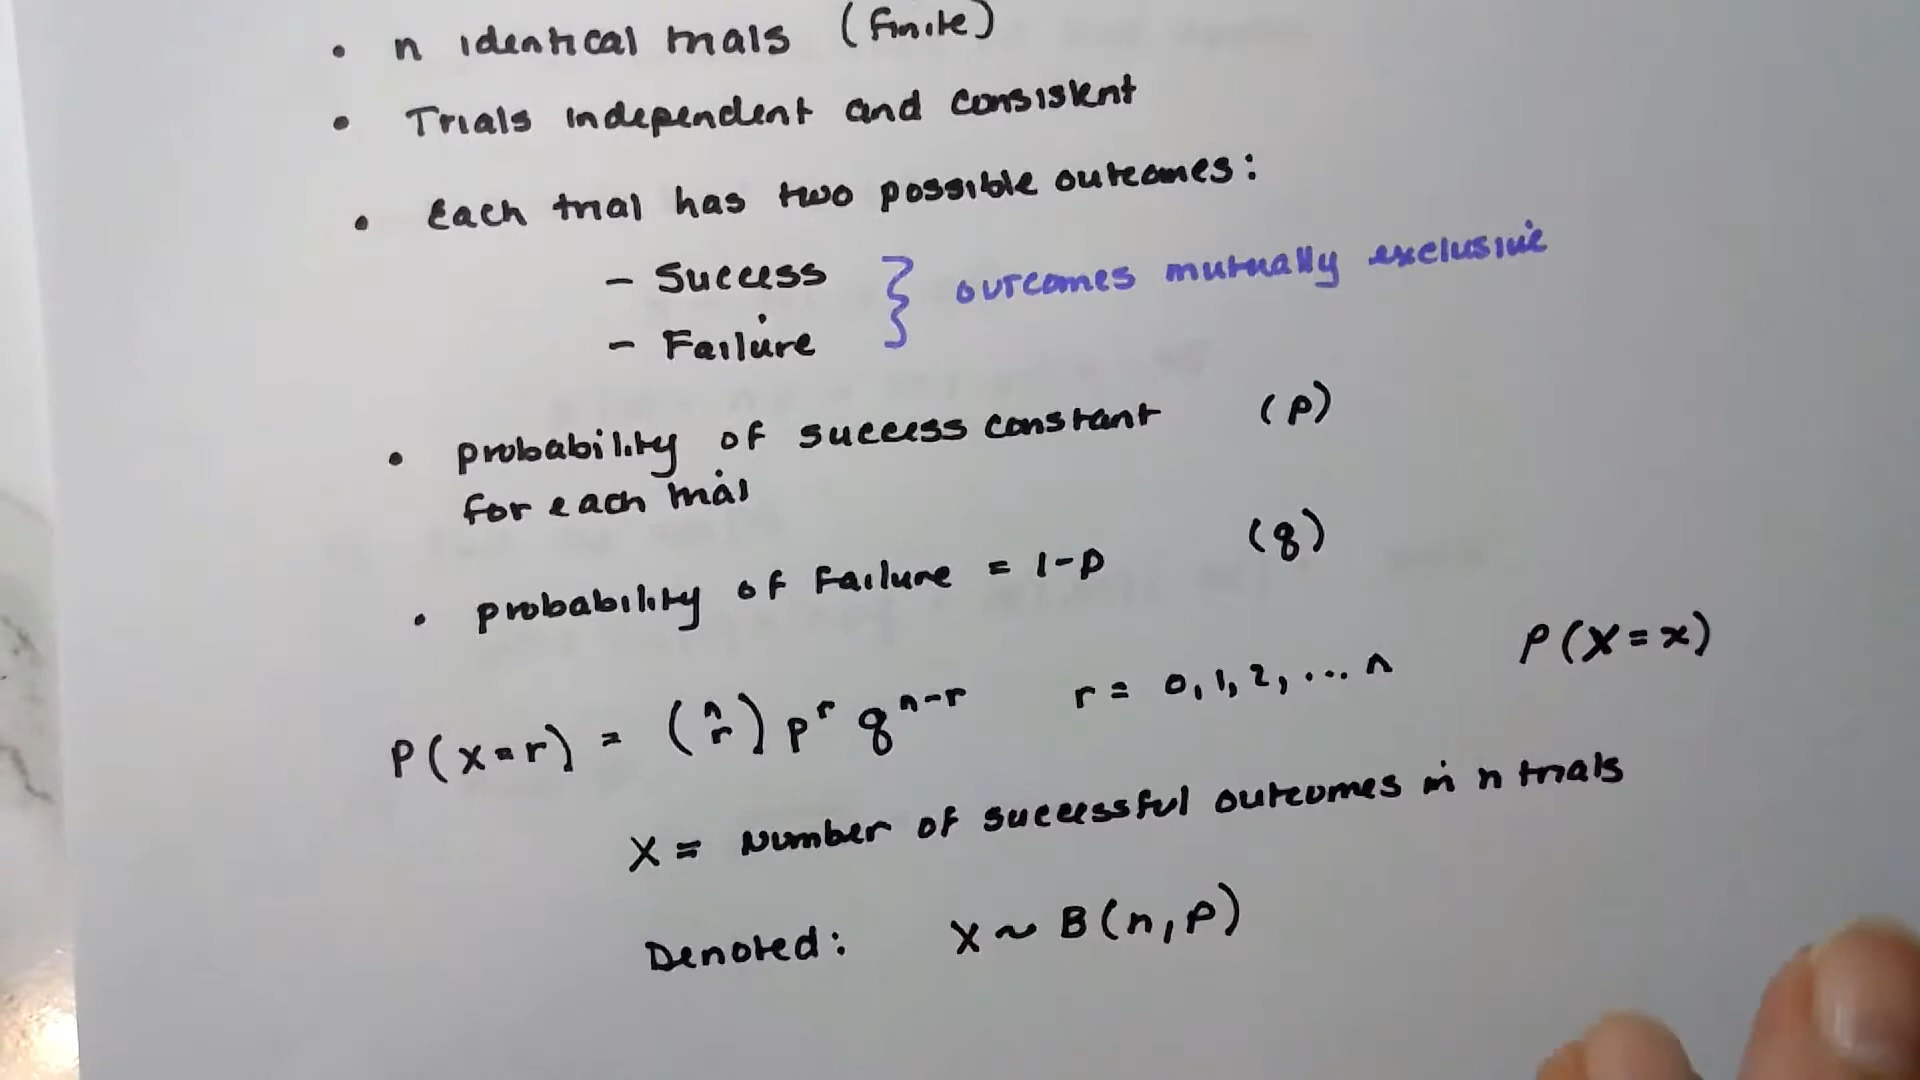 • n identical trials (finite)
• Trials independent and consistent
• Each trial has two possible outcomes:
- Success
- Failure
} outcomes mutually exclusive
• probability of success constant (p)
for each trial
• probability of Failure = 1-p (q)
P(X=r) = (n r) p^r q^n-r r = 0,1,2,...n P(X=x)
X = Number of successful outcomes in n trials
Denoted: X ~ B(n,p)